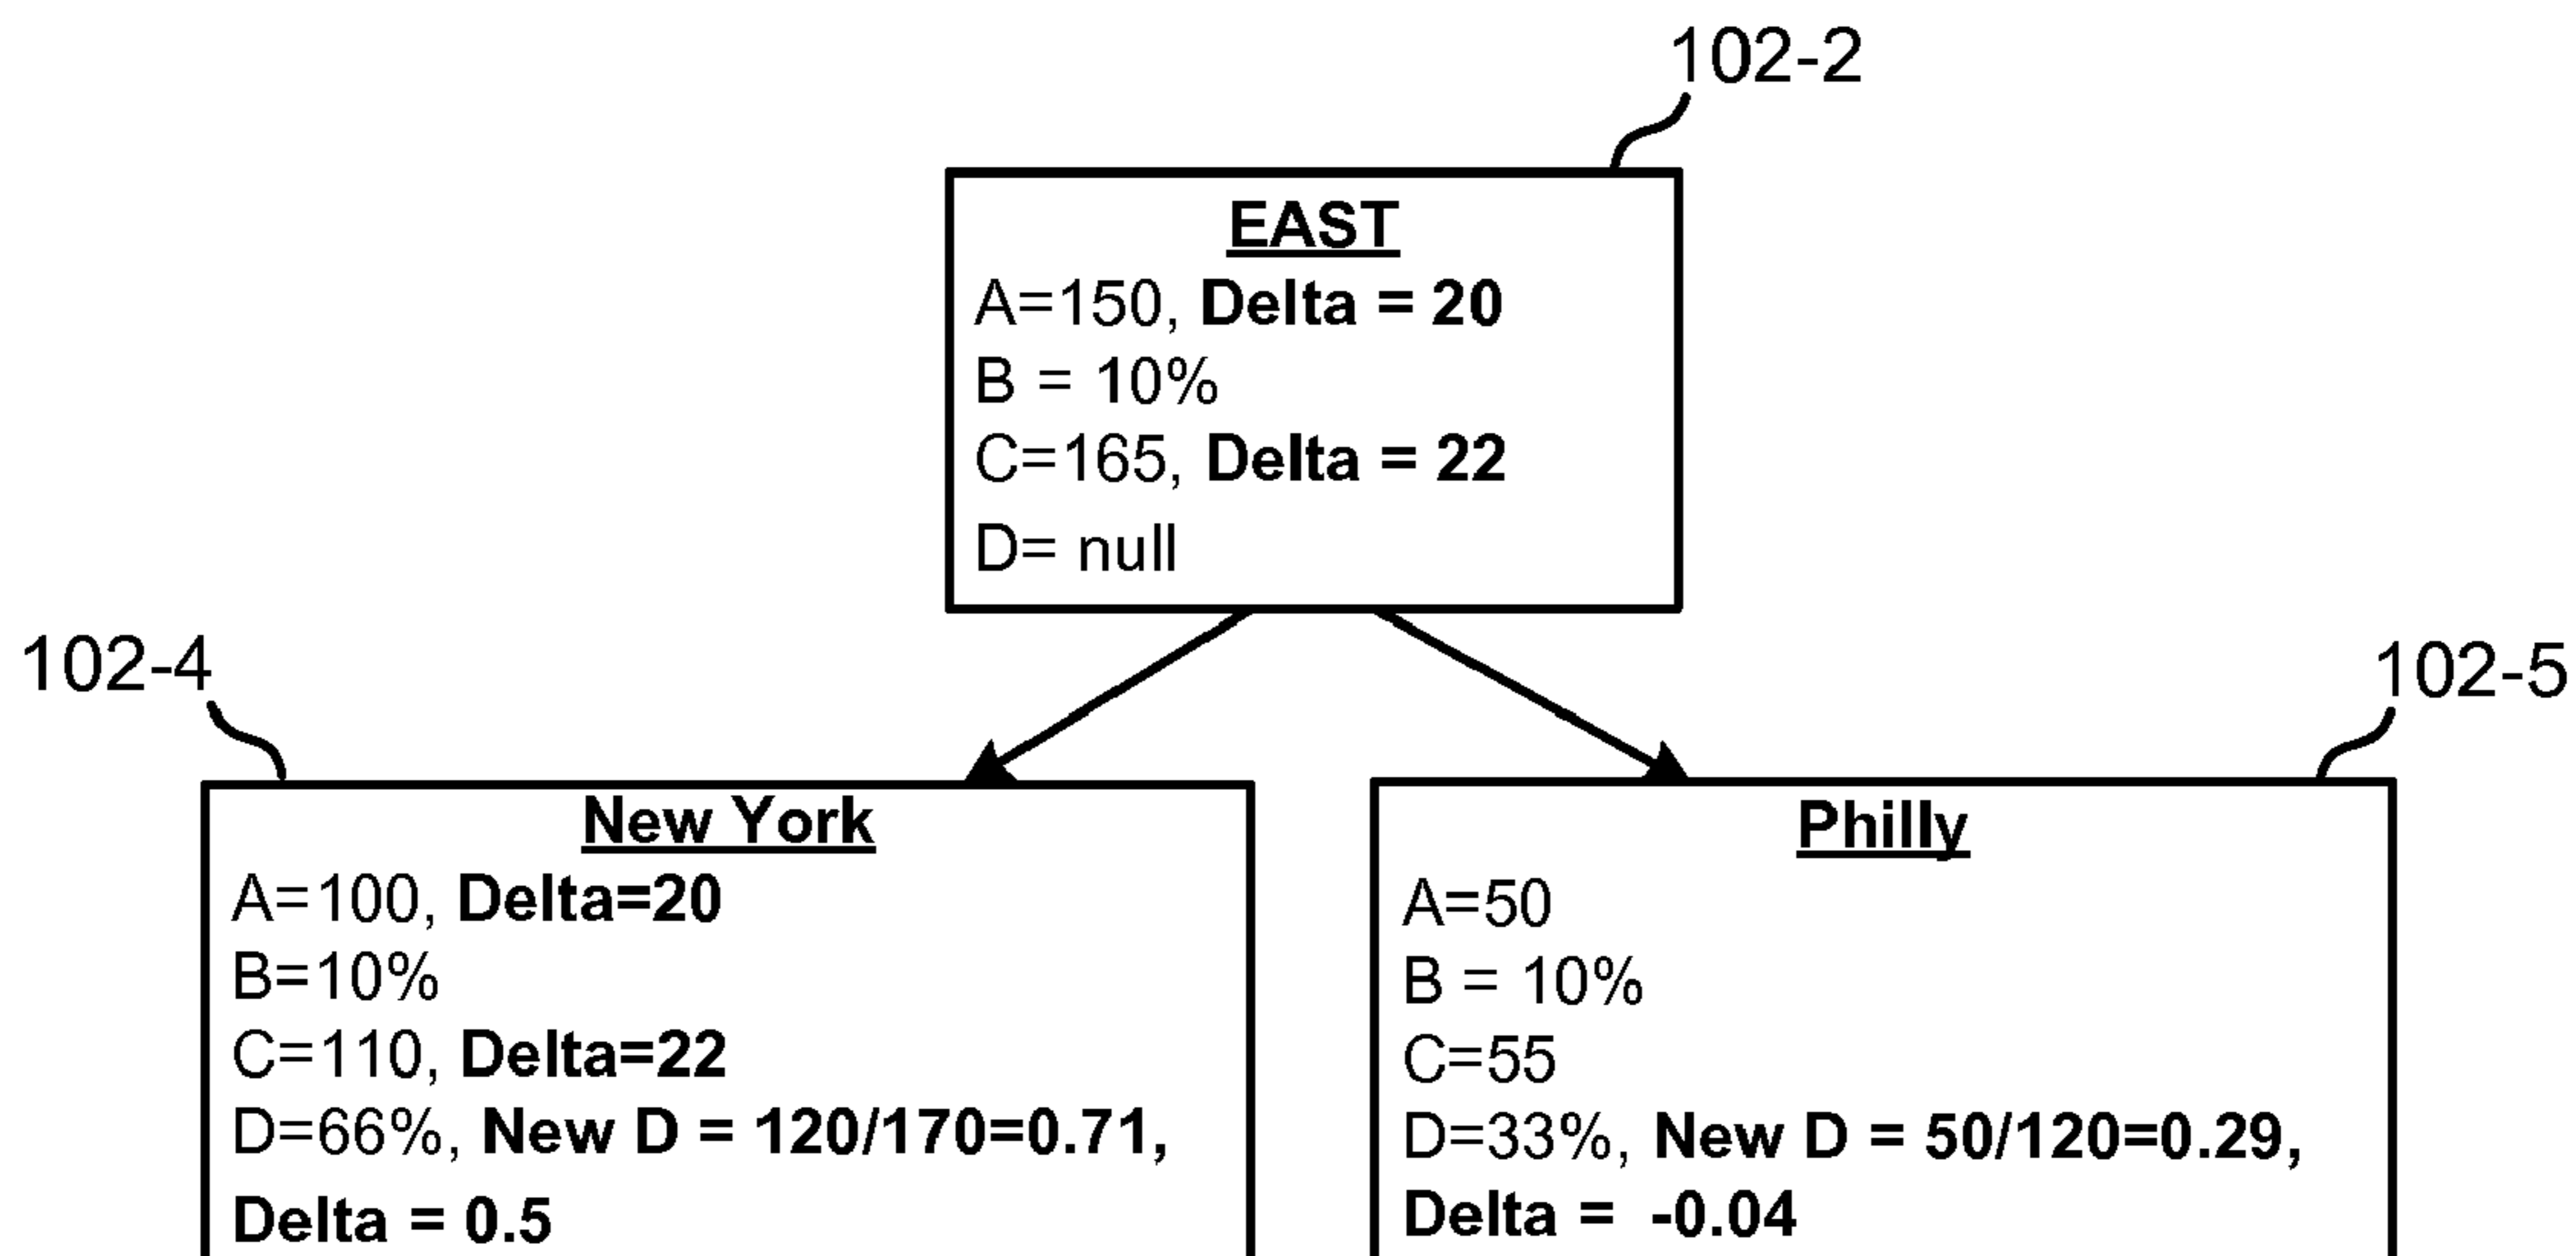 102-2
EAST
A=150, Delta = 20
B = 10%
C=165, Delta = 22
D= null
102-4
102-5
New York
A=100, Delta=20
B=10%
C=110, Delta=22
D=66%, New D = 120/170=0.71,
Delta = 0.5
Philly
A=50
B = 10%
C=55
D=33%, New D = 50/120=0.29,
Delta = -0.04